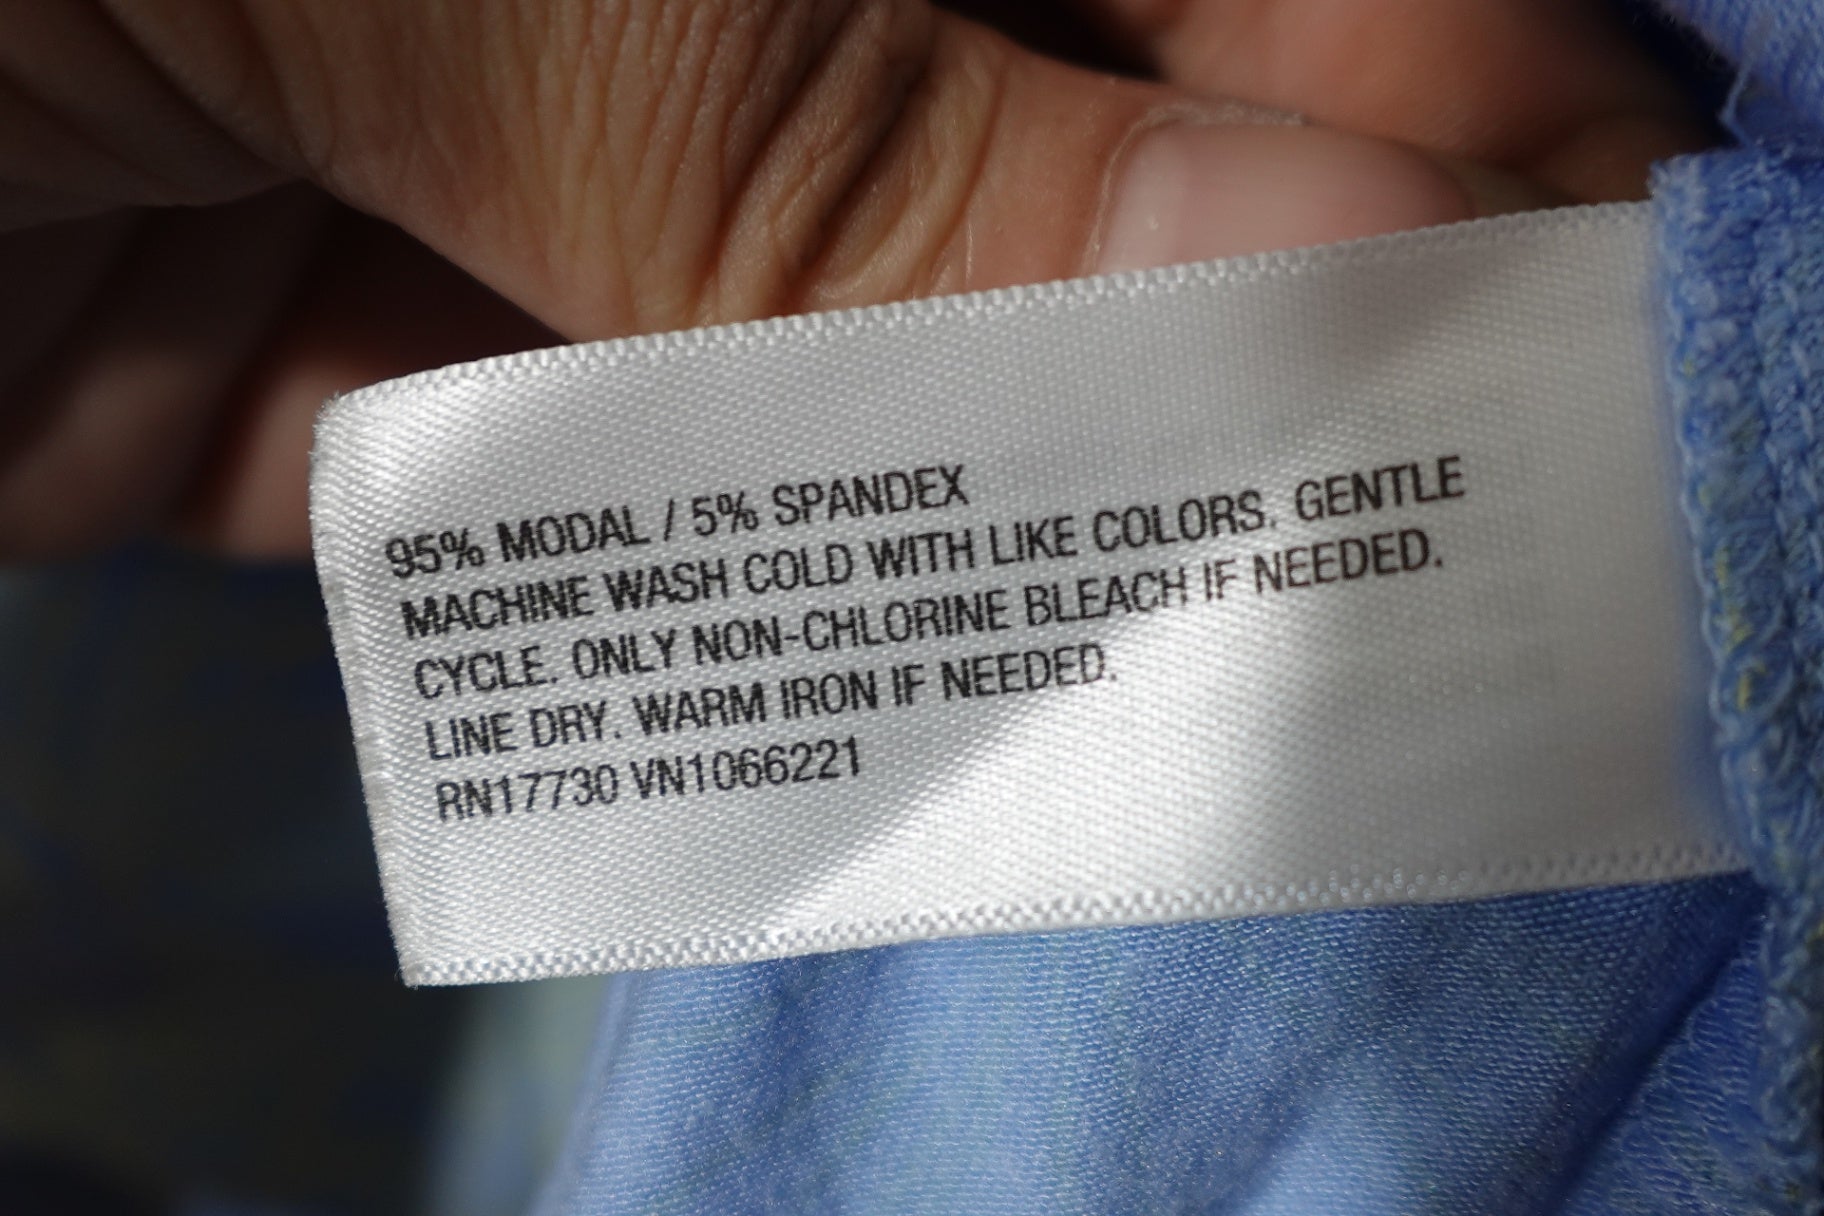 95% MODAL / 5% SPANDEX
MACHINE WASH COLD WITH LIKE COLORS. GENTLE
CYCLE. ONLY NON-CHLORINE BLEACH IF NEEDED.
LINE DRY. WARM IRON IF NEEDED.
RN17730 VN1066221